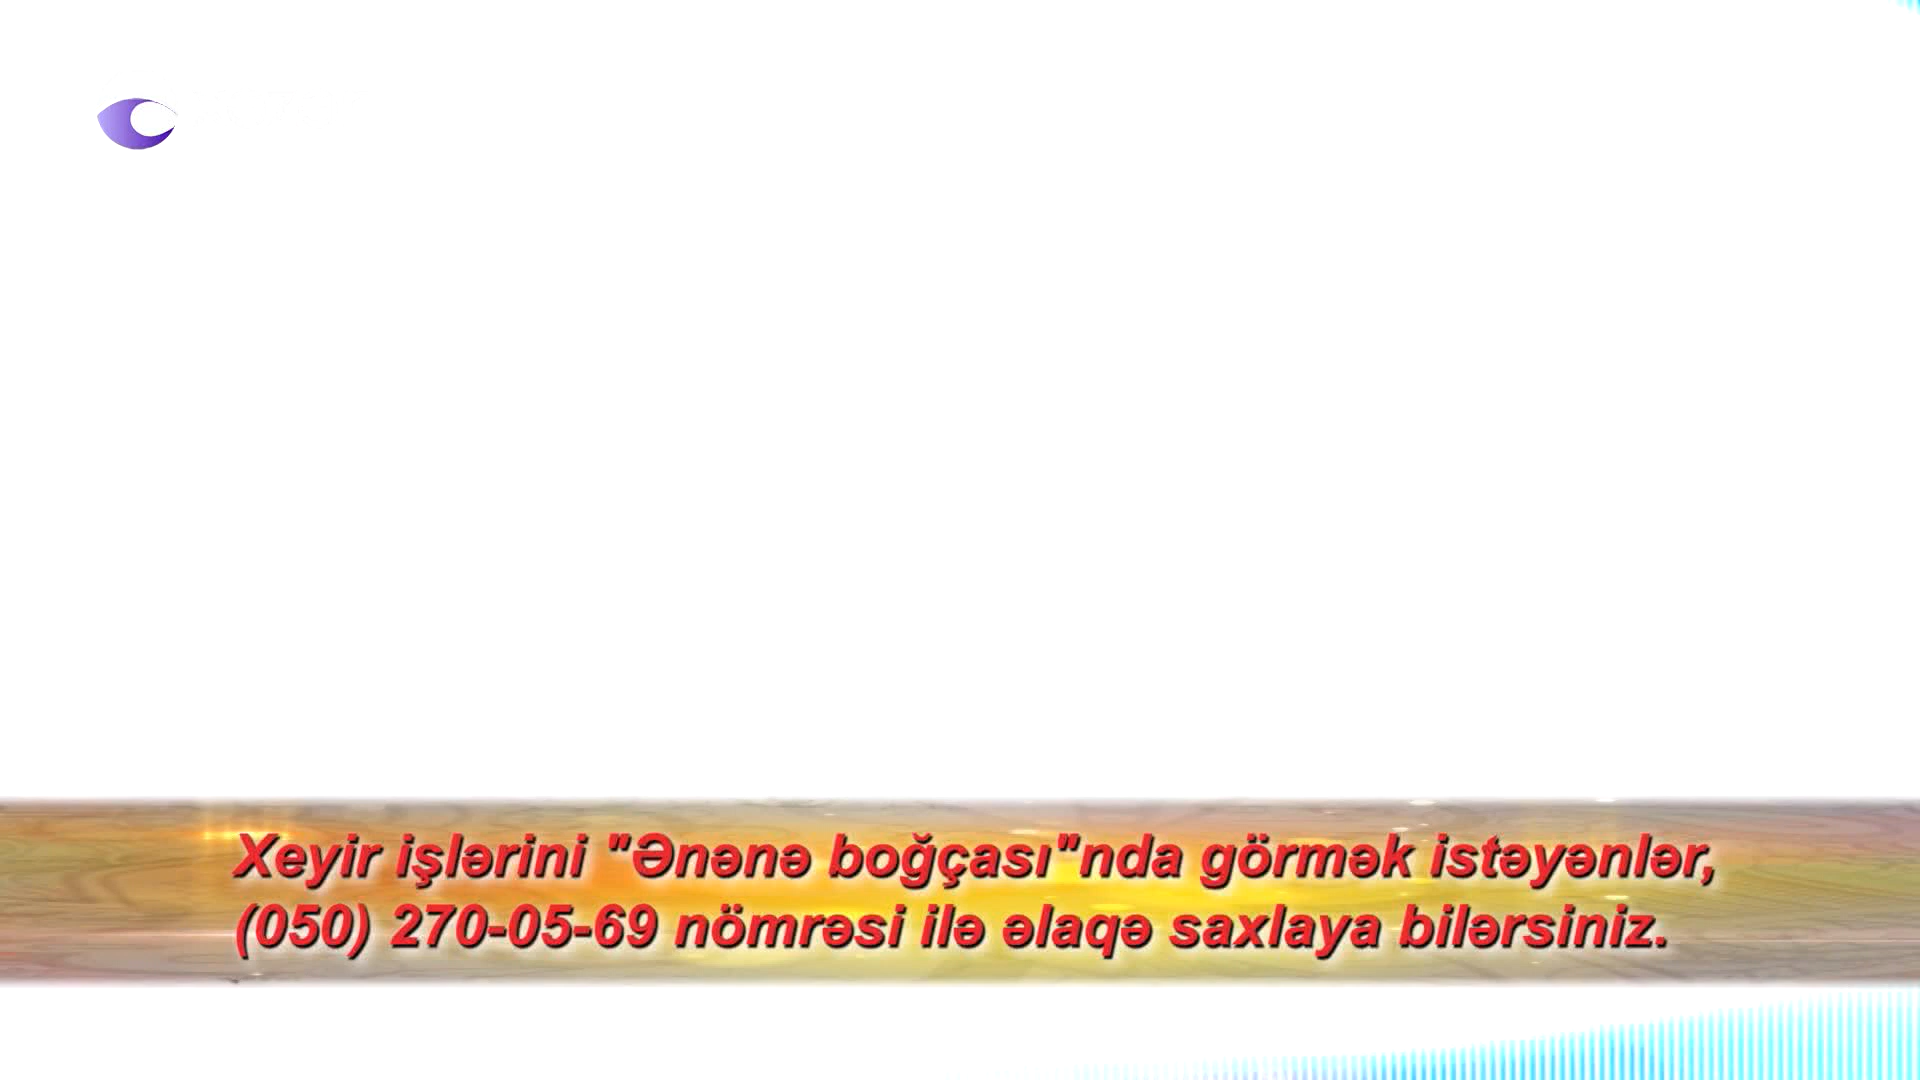 Xeyir işlərini "Ənənə boğçası"nda görmək istəyənlər,
(050) 270-05-69 nömrəsi ilə əlaqə saxlaya bilərsiniz.